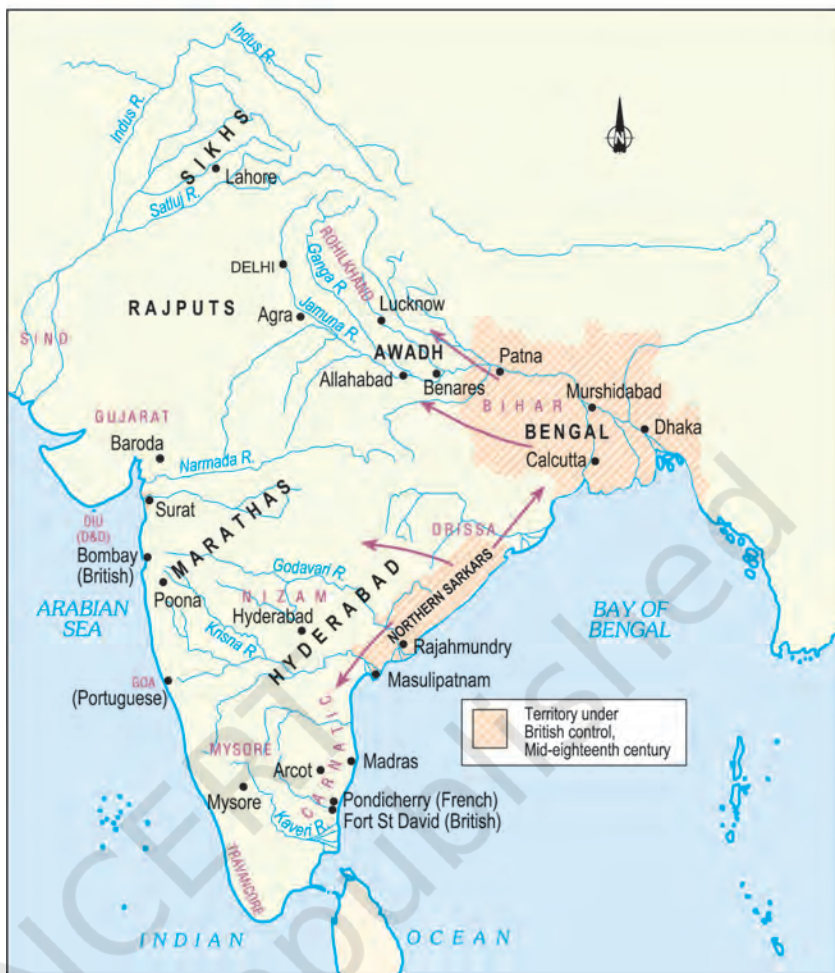 Indus R.
Indus R.
SIKHS
Lahore
Satluj R.
N
DELHI
Ganga R.
ROHILKHAND
RAJPUTS
Agra
Jamuna R.
Lucknow
SIND
AWADH
Patna
Allahabad
Benares
Murshidabad
BIHAR
GUJARAT
BENGAL
Dhaka
Baroda
Calcutta
Narmada R.
Surat
MARATHAS
DIU
(D&D)
ORISSA
Bombay
(British)
Godavari R.
HYDERABAD
NORTHERN SARKARS
Poona
NIZAM
ARABIAN
SEA
Hyderabad
BAY OF
BENGAL
Krisna R.
Rajahmundry
Masulipatnam
GOA
(Portuguese)
Territory under
British control,
Mid-eighteenth century
CARNATIC
MYSORE
Madras
Arcot
Mysore
Pondicherry (French)
Fort St David (British)
Kaveri R.
TRAVANCORE
INDIAN OCEAN
NCERT
republished